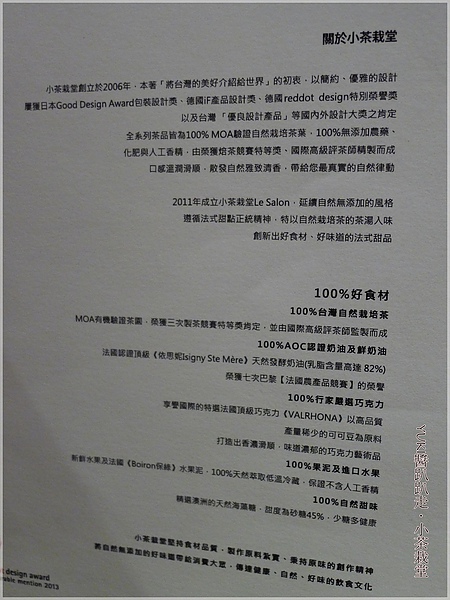 關於小茶栽堂
小茶栽堂創立於2006年，本著「將台灣的美好介紹給世界」的初衷，以簡約、優雅的設計
屢獲日本Good Design Award包裝設計獎、德國iF產品設計獎、德國reddot design特別榮譽獎
以及台灣「優良設計產品」等國內外設計大獎之肯定
全系列茶品皆為100% MOA驗證自然栽培茶葉，100%無添加農藥、
化肥與人工香精，由榮獲焙茶競賽特等獎、國際高級評茶師精製而成
口感溫潤滑順，散發自然雅致清香，帶給您最真實的自然律動
2011年成立小茶栽堂Le Salon，延續自然無添加的風格
遵循法式甜點正統精神，特以自然栽培茶的茶湯入味
創新出好食材、好味道的法式甜品
100%好食材
100%台灣自然栽培茶
MOA有機驗證茶園，榮獲三次製茶競賽特等獎肯定，並由國際高級評茶師監製而成
100%AOC認證奶油及鮮奶油
法國認證頂級《依思妮Isigny Ste Mère》天然發酵奶油(乳脂含量高達 82%)
榮獲七次巴黎【法國農產品競賽】的榮譽
100%行家嚴選巧克力
享譽國際的特選法國頂級巧克力《VALRHONA》以高品質
產量稀少的可可豆為原料
打造出香濃滑順，味道濃郁的巧克力藝術品
100%果泥及進口水果
新鮮水果及法國《Boiron保綠》水果泥，100%天然萃取低溫冷藏，保證不含人工香精
100%自然甜味
精選澳洲的天然海藻糖，甜度為砂糖45%，少糖多健康
小茶栽堂堅持食材品質，製作原料紮實、秉持原味的創作精神
將自然無添加的好味道帶給消費大眾，傳達健康、自然、好味的飲食文化
design award
mention 2013
YUKI醬趴趴走·小茶栽堂